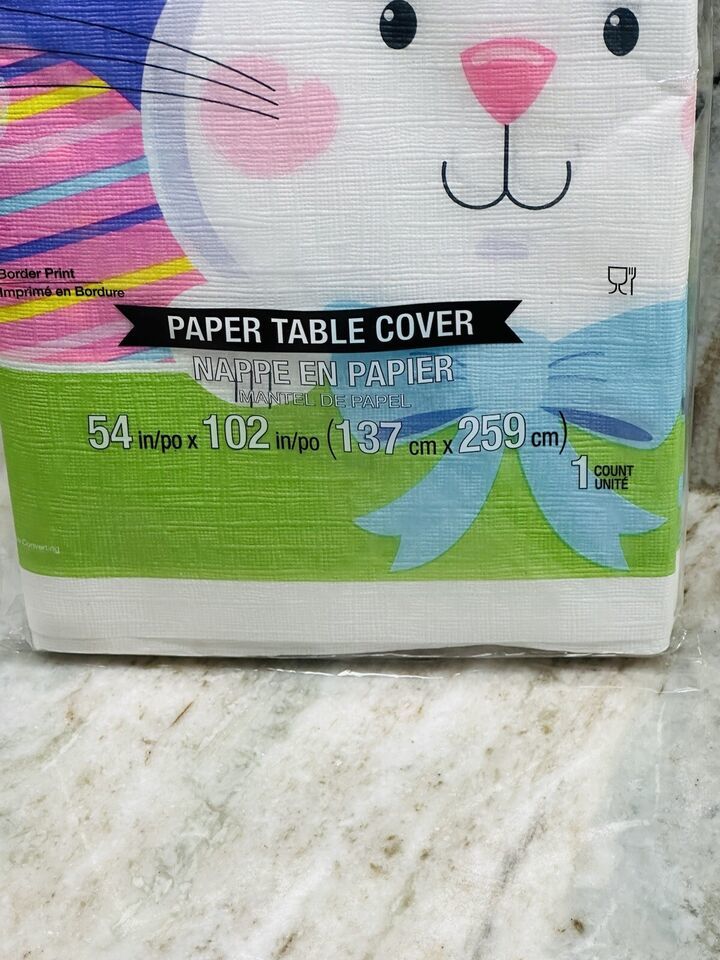 Border Print
Imprimé en Bordure
PAPER TABLE COVER
NAPPE EN PAPIER
MANTEL DE PAPEL
54 in/po x 102 in/po (137 cm x 259 cm)
1 COUNT
UNITÉ
Converting